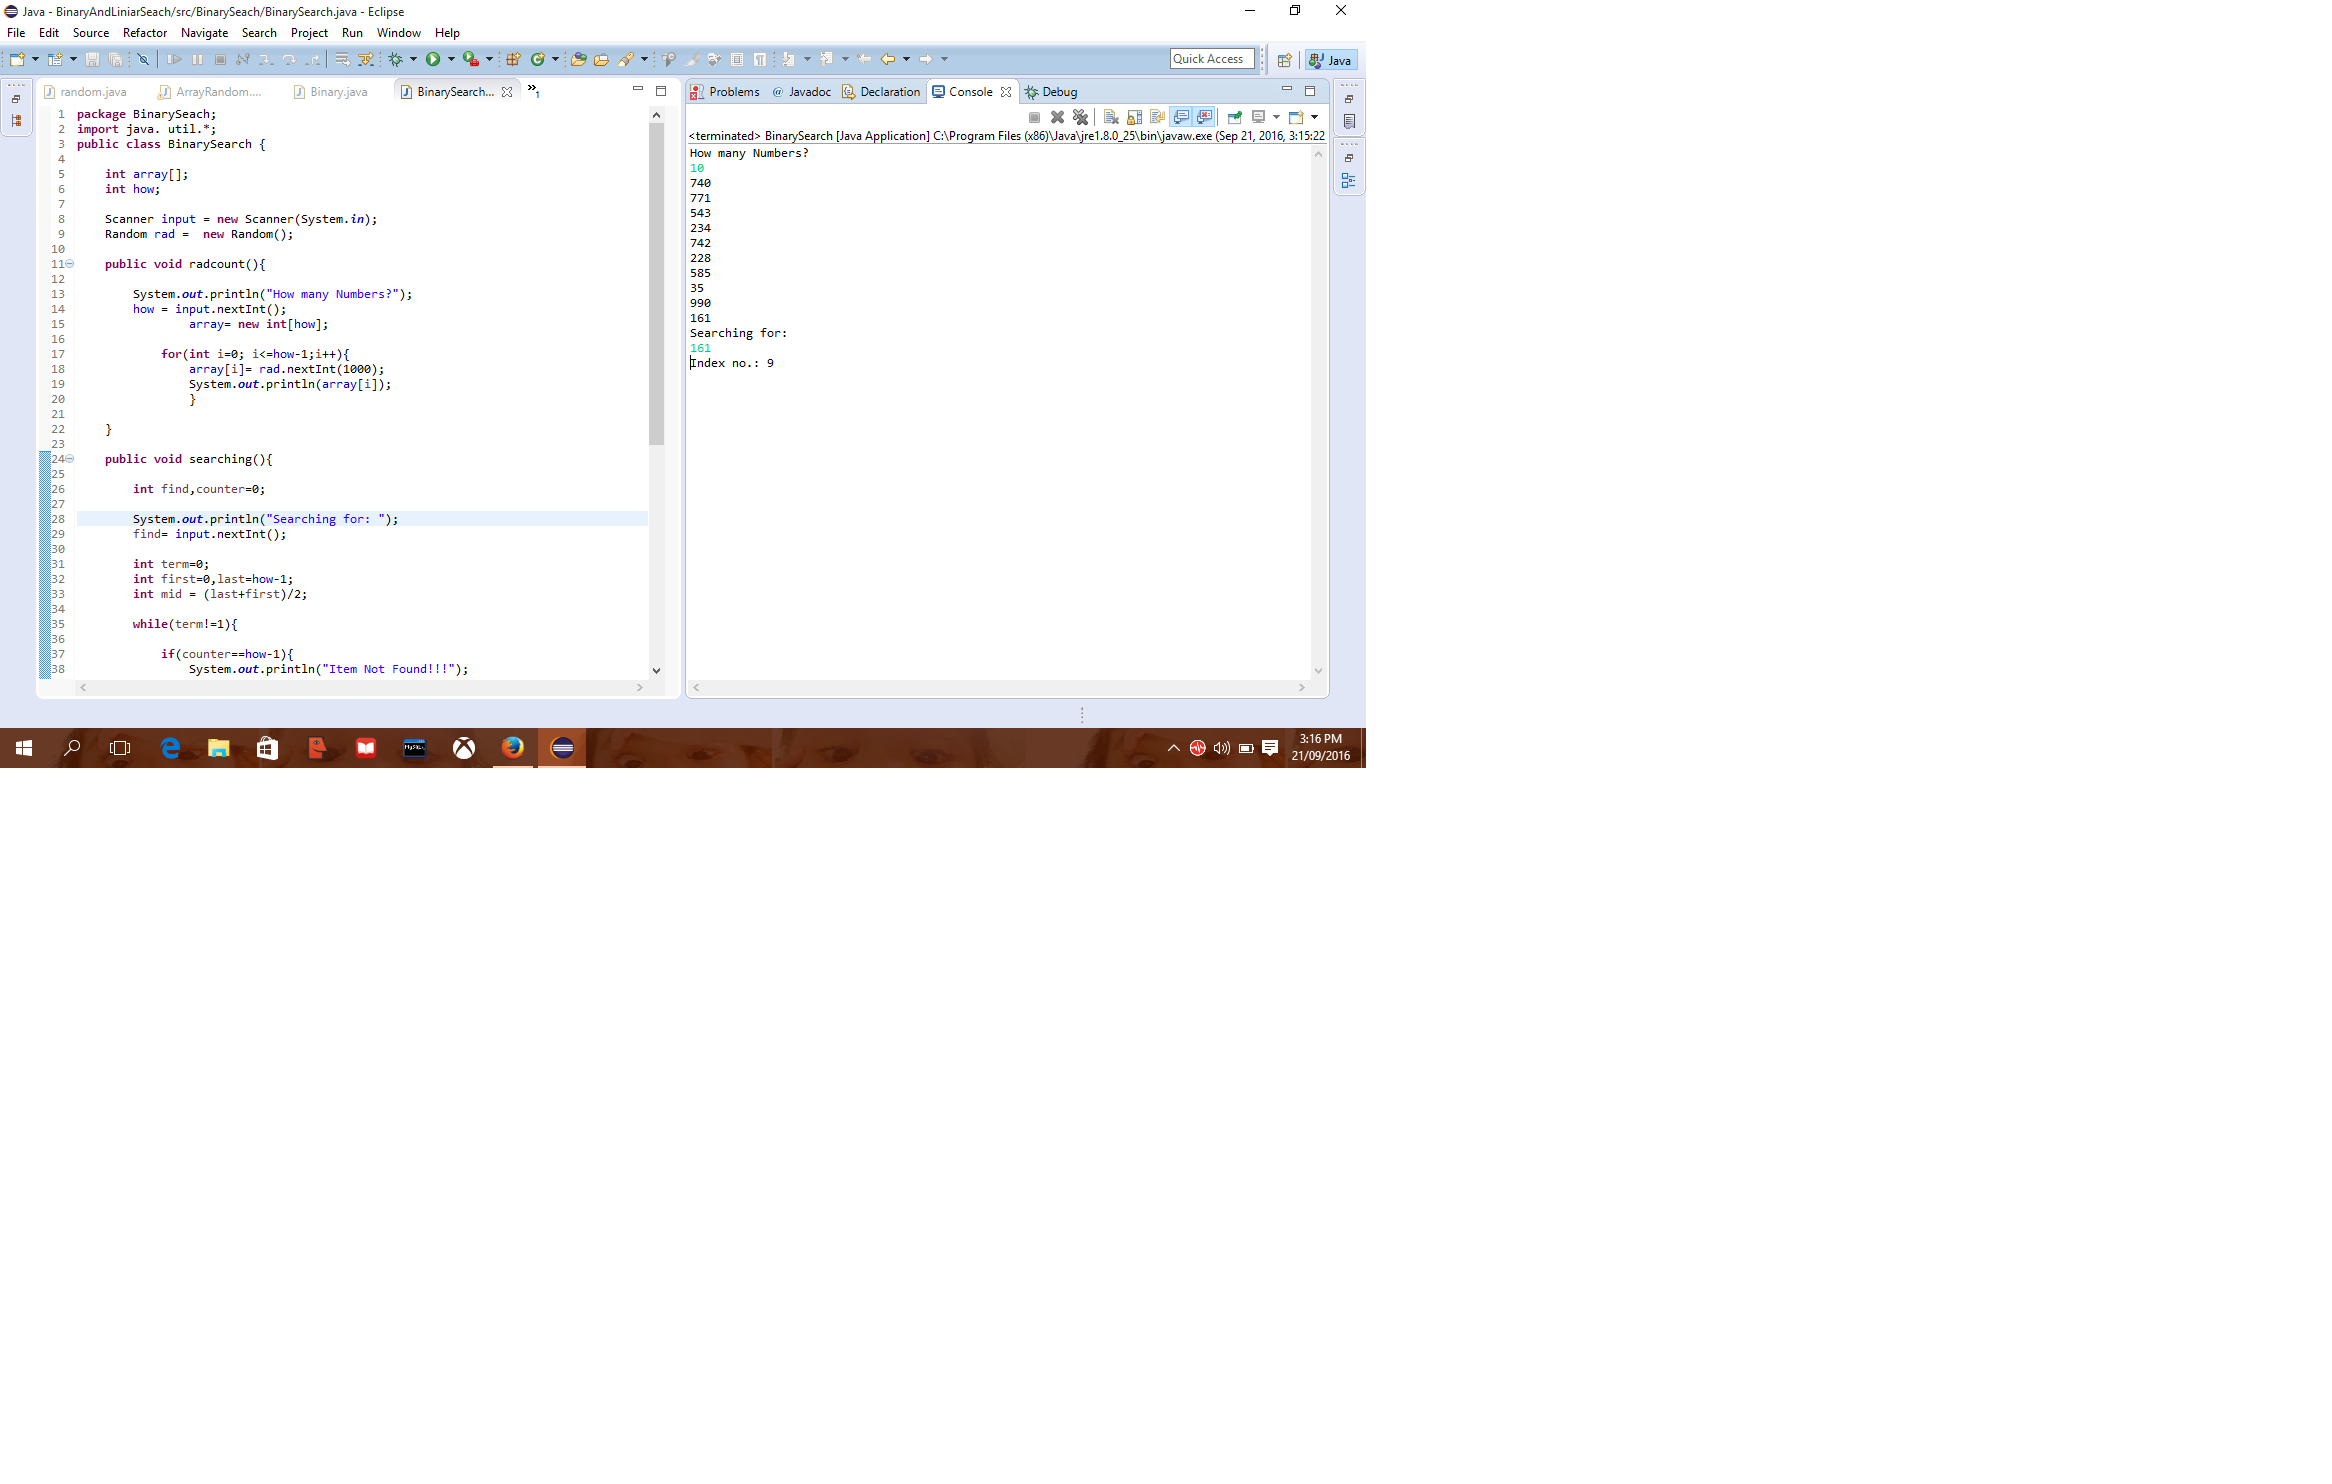 Java - BinaryAndLiniarSeach/src/BinarySeach/BinarySearch.java - Eclipse
File Edit Source Refactor Navigate Search Project Run Window Help
Quick Access
Java
random.java ArrayRandom.... Binary.java BinarySearch... »1
1 package BinarySeach;
2 import java. util.*;
3 public class BinarySearch {
4
5 int array[];
6 int how;
7
8 Scanner input = new Scanner(System.in);
9 Random rad =  new Random();
10
11 public void radcount(){
12
13 System.out.println("How many Numbers?");
14 how = input.nextInt();
15 array= new int[how];
16
17 for(int i=0; i<=how-1;i++){
18 array[i]= rad.nextInt(1000);
19 System.out.println(array[i]);
20 }
21
22 }
23
24 public void searching(){
25
26 int find,counter=0;
27
28 System.out.println("Searching for: ");
29 find= input.nextInt();
30
31 int term=0;
32 int first=0,last=how-1;
33 int mid = (last+first)/2;
34
35 while(term!=1){
36
37 if(counter==how-1){
38 System.out.println("Item Not Found!!!");
Problems @ Javadoc Declaration Console Debug
<terminated> BinarySearch [Java Application] C:\Program Files (x86)\Java\jre1.8.0_25\bin\javaw.exe (Sep 21, 2016, 3:15:22
How many Numbers?
10
740
771
543
234
742
228
585
35
990
161
Searching for:
161
Index no.: 9
MySQL
3:16 PM
21/09/2016